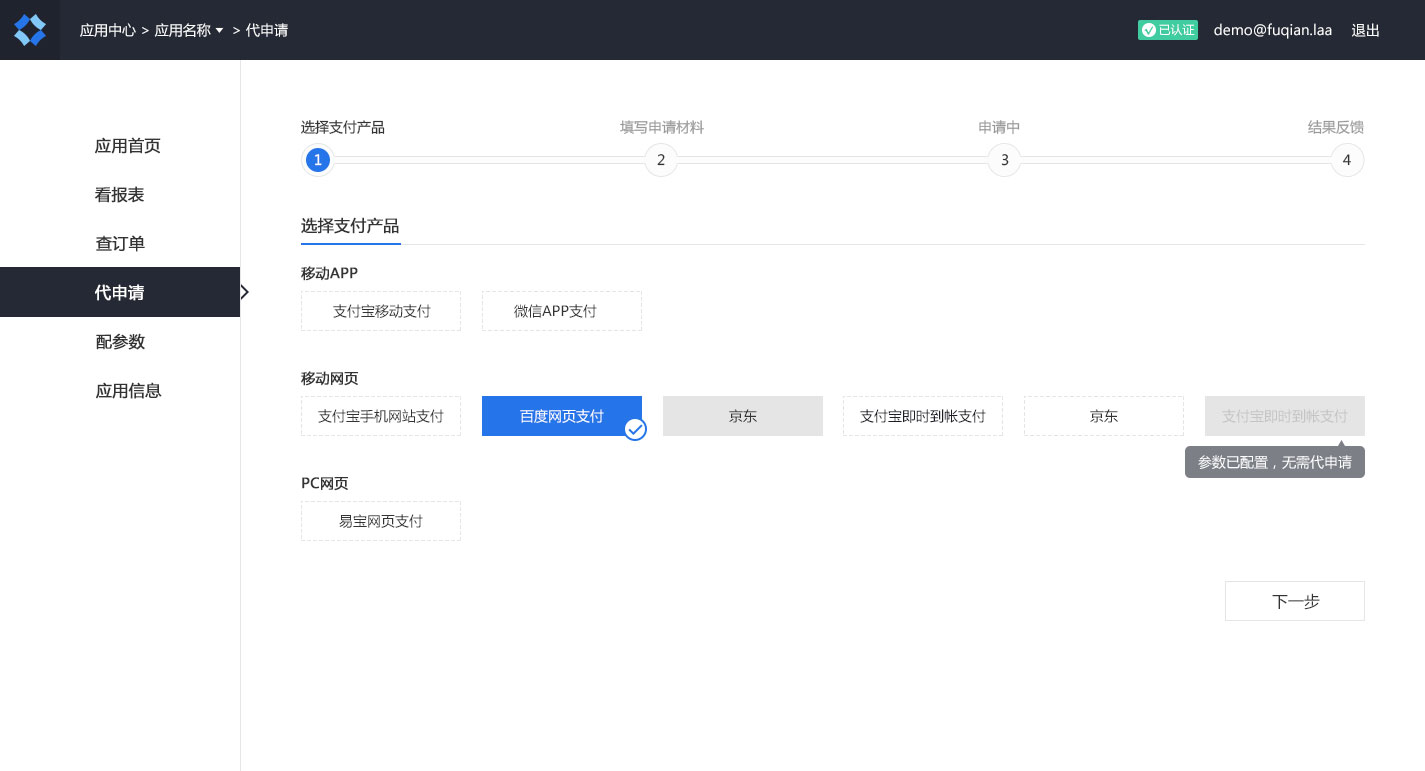 应用中心 > 应用名称 > 代申请
已认证 demo@fuqian.laa 退出
应用首页
看报表
查订单
代申请
配参数
应用信息
选择支付产品 填写申请材料 申请中 结果反馈
1 2 3 4
选择支付产品
移动APP
支付宝移动支付 微信APP支付
移动网页
支付宝手机网站支付 百度网页支付 京东 支付宝即时到帐支付 京东 支付宝即时到帐支付
参数已配置，无需代申请
PC网页
易宝网页支付
下一步